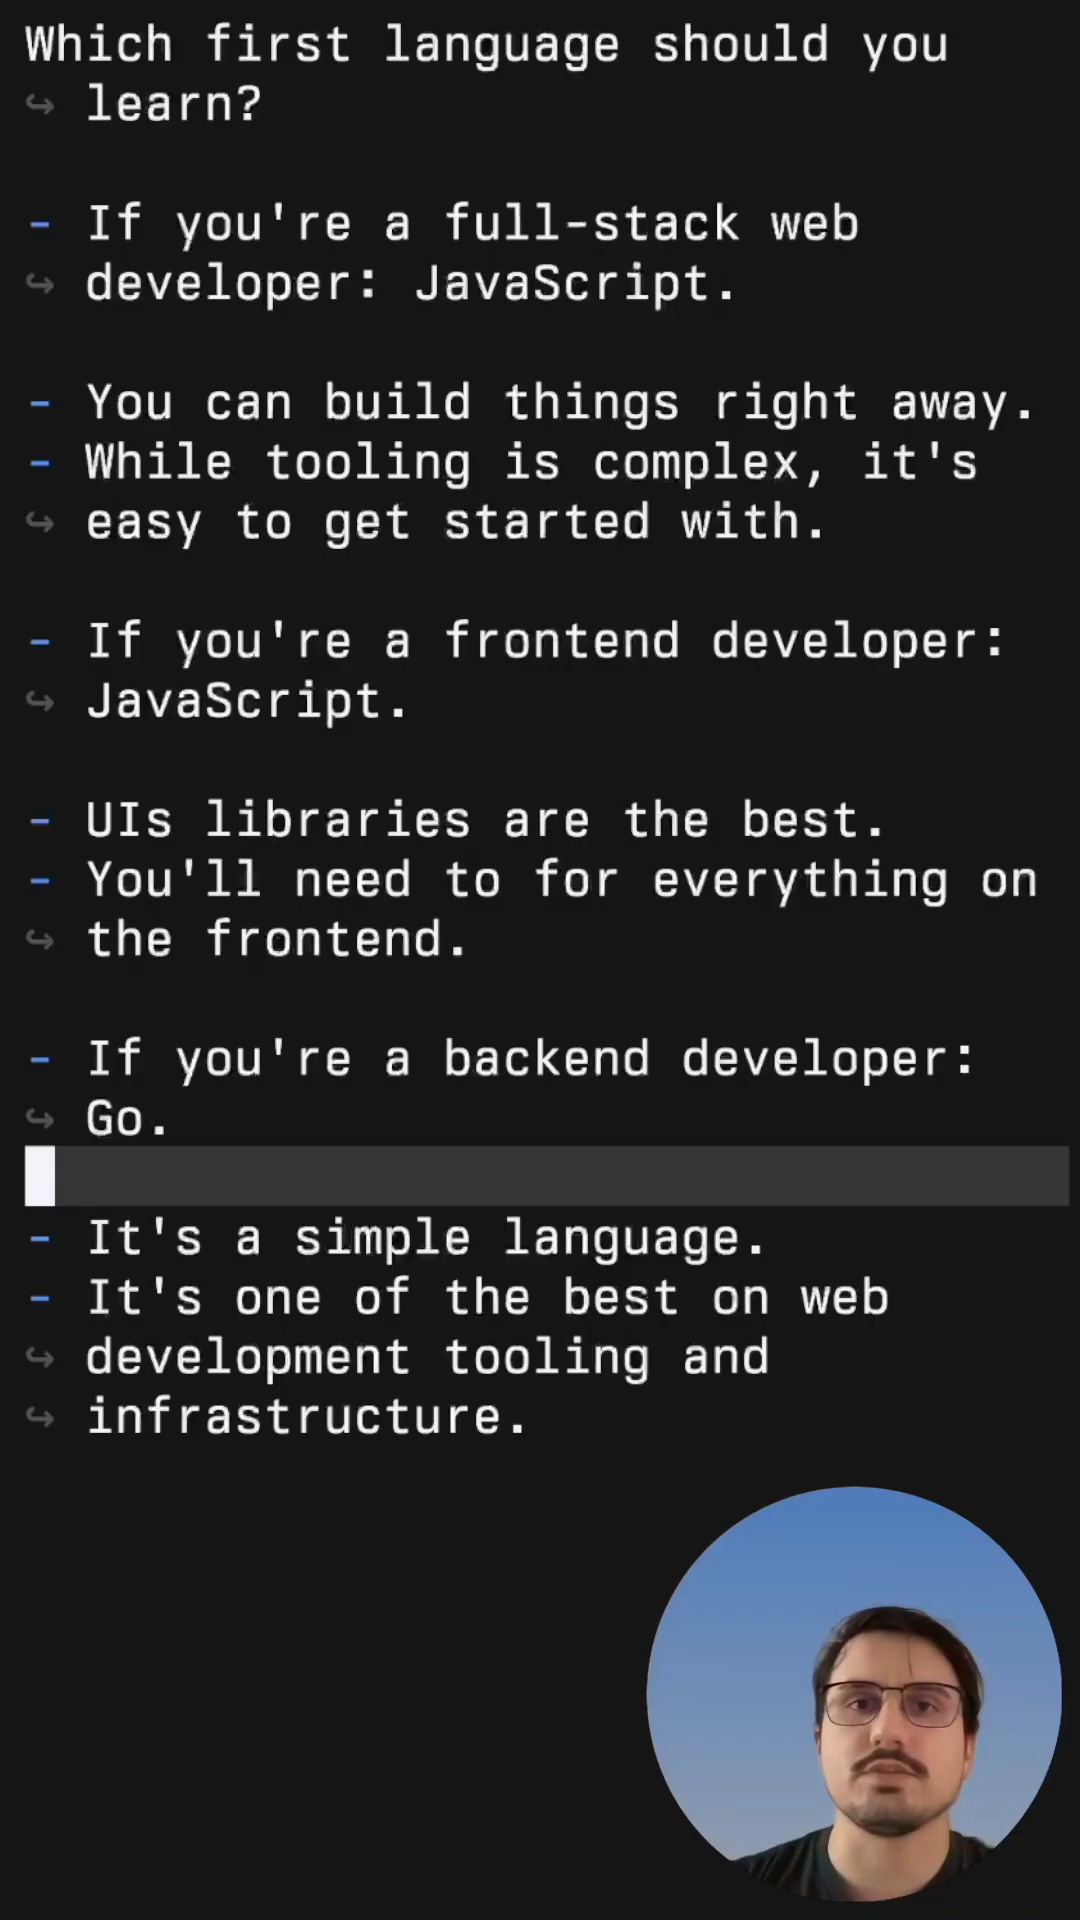 Which first language should you
↪ learn?
- If you're a full-stack web
↪ developer: JavaScript.
- You can build things right away.
- While tooling is complex, it's
↪ easy to get started with.
- If you're a frontend developer:
↪ JavaScript.
- UIs libraries are the best.
- You'll need to for everything on
↪ the frontend.
- If you're a backend developer:
↪ Go.
- It's a simple language.
- It's one of the best on web
↪ development tooling and
↪ infrastructure.